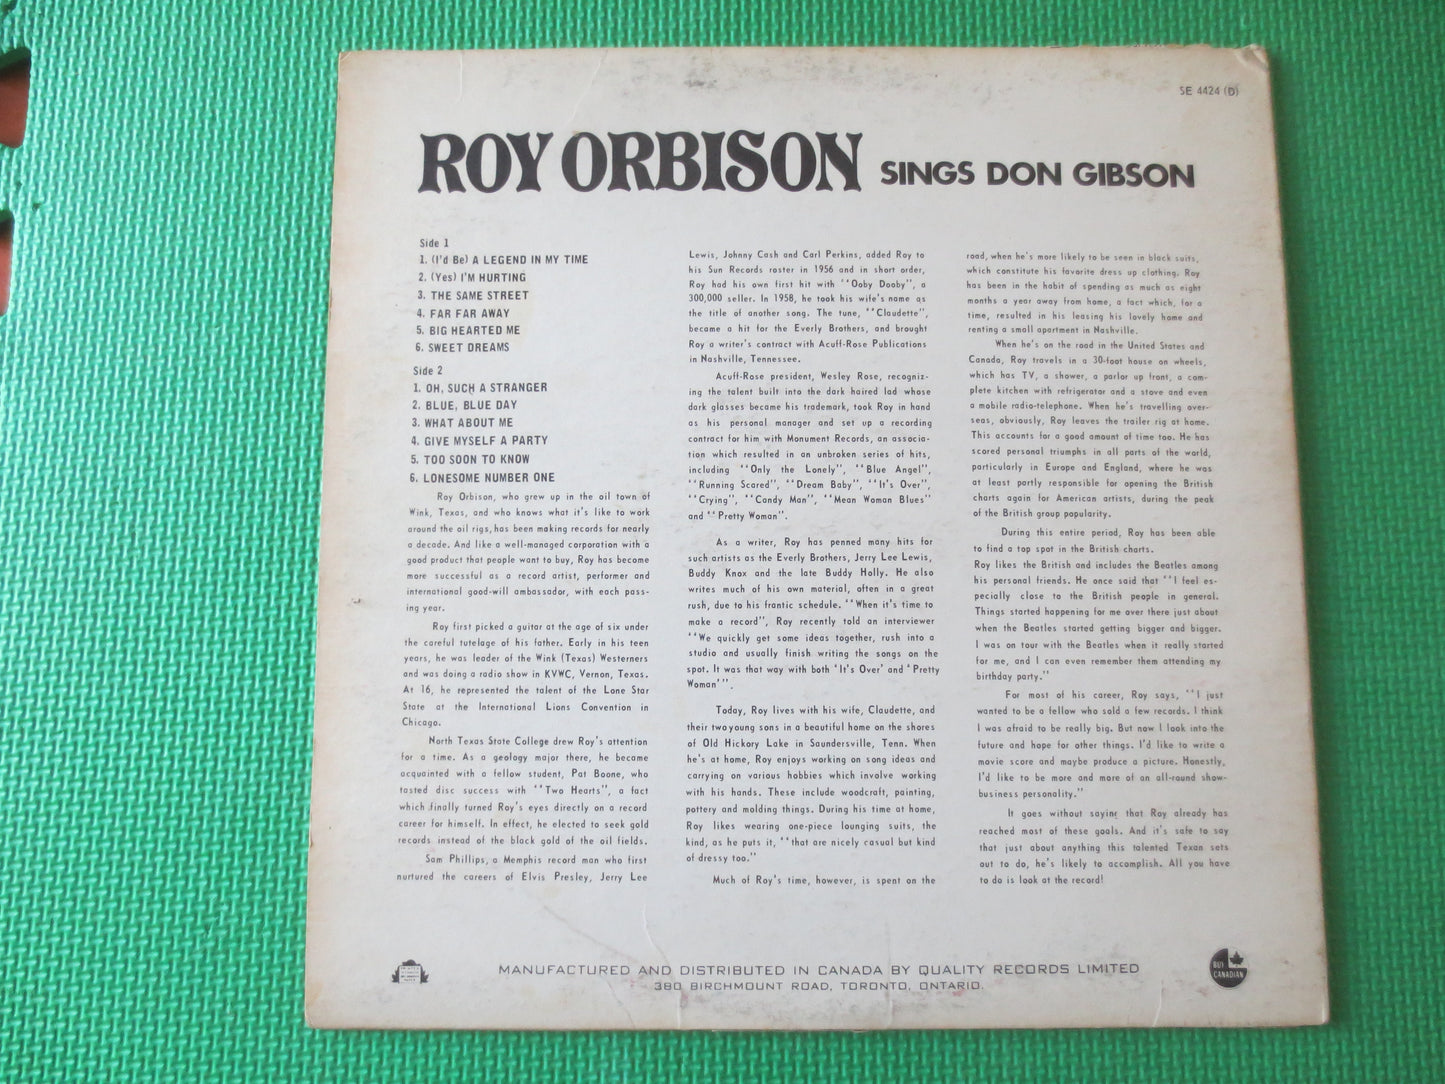 SE 4424 (D)
ROY ORBISON SINGS DON GIBSON
Side 1
1. (I'd Be) A LEGEND IN MY TIME
2. (Yes) I'M HURTING
3. THE SAME STREET
4. FAR FAR AWAY
5. BIG HEARTED ME
6. SWEET DREAMS
Side 2
1. OH, SUCH A STRANGER
2. BLUE, BLUE DAY
3. WHAT ABOUT ME
4. GIVE MYSELF A PARTY
5. TOO SOON TO KNOW
6. LONESOME NUMBER ONE
Roy Orbison, who grew up in the oil town of
Wink, Texas, and who knows what it's like to work
around the oil rigs, has been making records for nearly
a decade. And like a well-managed corporation with a
good product that people want to buy, Roy has become
more successful as a record artist, performer and
international good-will ambassador, with each pass-
ing year.
Roy first picked a guitar at the age of six under
the careful tutelage of his father. Early in his teen
years, he was leader of the Wink (Texas) Westerners
and was doing a radio show in KVWC, Vernon, Texas.
At 16, he represented the talent of the Lone Star
State at the International Lions Convention in
Chicago.
North Texas State College drew Roy's attention
for a time. As a geology major there, he became
acquainted with a fellow student, Pat Boone, who
tasted disc success with "Two Hearts", a fact
which finally turned Roy's eyes directly on a record
career for himself. In effect, he elected to seek gold
records instead of the black gold of the oil fields.
Sam Phillips, a Memphis record man who first
nurtured the careers of Elvis Presley, Jerry Lee
Lewis, Johnny Cash and Carl Perkins, added Roy to
his Sun Records roster in 1956 and in short order,
Roy had his own first hit with "Ooby Dooby", a
300,000 seller. In 1958, he took his wife's name as
the title of another song. The tune, "Claudette",
became a hit for the Everly Brothers, and brought
Roy a writer's contract with Acuff-Rose Publications
in Nashville, Tennessee.
Acuff-Rose president, Wesley Rose, recogniz-
ing the talent built into the dark haired lad whose
dark glasses became his trademark, took Roy in hand
as his personal manager and set up a recording
contract for him with Monument Records, an associa-
tion which resulted in an unbroken series of hits,
including "Only the Lonely", "Blue Angel",
"Running Scared", "Dream Baby", "It's Over",
"Crying", "Candy Man", "Mean Woman Blues"
and "Pretty Woman".
As a writer, Roy has penned many hits for
such artists as the Everly Brothers, Jerry Lee Lewis,
Buddy Knox and the late Buddy Holly. He also
writes much of his own material, often in a great
rush, due to his frantic schedule. "When it's time to
make a record", Roy recently told an interviewer
"We quickly get some ideas together, rush into a
studio and usually finish writing the songs on the
spot. It was that way with both 'It's Over' and 'Pretty
Woman'".
Today, Roy lives with his wife, Claudette, and
their two young sons in a beautiful home on the shores
of Old Hickory Lake in Saundersville, Tenn. When
he's at home, Roy enjoys working on song ideas and
carrying on various hobbies which involve working
with his hands. These include woodcraft, painting,
pottery and molding things. During his time at home,
Roy likes wearing one-piece lounging suits, the
kind, as he puts it, "that are nicely casual but kind
of dressy too."
Much of Roy's time, however, is spent on the
road, when he's more likely to be seen in black suits,
which constitute his favorite dress up clothing. Roy
has been in the habit of spending as much as eight
months a year away from home, a fact which, for a
time, resulted in his leasing his lovely home and
renting a small apartment in Nashville.
When he's on the road in the United States and
Canada, Roy travels in a 30-foot house on wheels,
which has TV, a shower, a parlor up front, a com-
plete kitchen with refrigerator and a stove and even
a mobile radio-telephone. When he's travelling over-
seas, obviously, Roy leaves the trailer rig at home.
This accounts for a good amount of time too. He has
scored personal triumphs in all parts of the world,
particularly in Europe and England, where he was
at least partly responsible for opening the British
charts again for American artists, during the peak
of the British group popularity.
During this entire period, Roy has been able
to find a top spot in the British charts.
Roy likes the British and includes the Beatles among
his personal friends. He once said that "I feel es-
pecially close to the British people in general.
Things started happening for me over there just about
when the Beatles started getting bigger and bigger.
I was on tour with the Beatles when it really started
for me, and I can even remember them attending my
birthday party."
For most of his career, Roy says, "I just
wanted to be a fellow who sold a few records. I think
I was afraid to be really big. But now I look into the
future and hope for other things. I'd like to write a
movie score and maybe produce a picture. Honestly,
I'd like to be more and more of an all-round show-
business personality."
It goes without saying that Roy already has
reached most of these goals. And it's safe to say
that just about anything this talented Texan sets
out to do, he's likely to accomplish. All you have
to do is look at the record!
MANUFACTURED AND DISTRIBUTED IN CANADA BY QUALITY RECORDS LIMITED
380 BIRCHMOUNT ROAD, TORONTO, ONTARIO.
BUY
CANADIAN